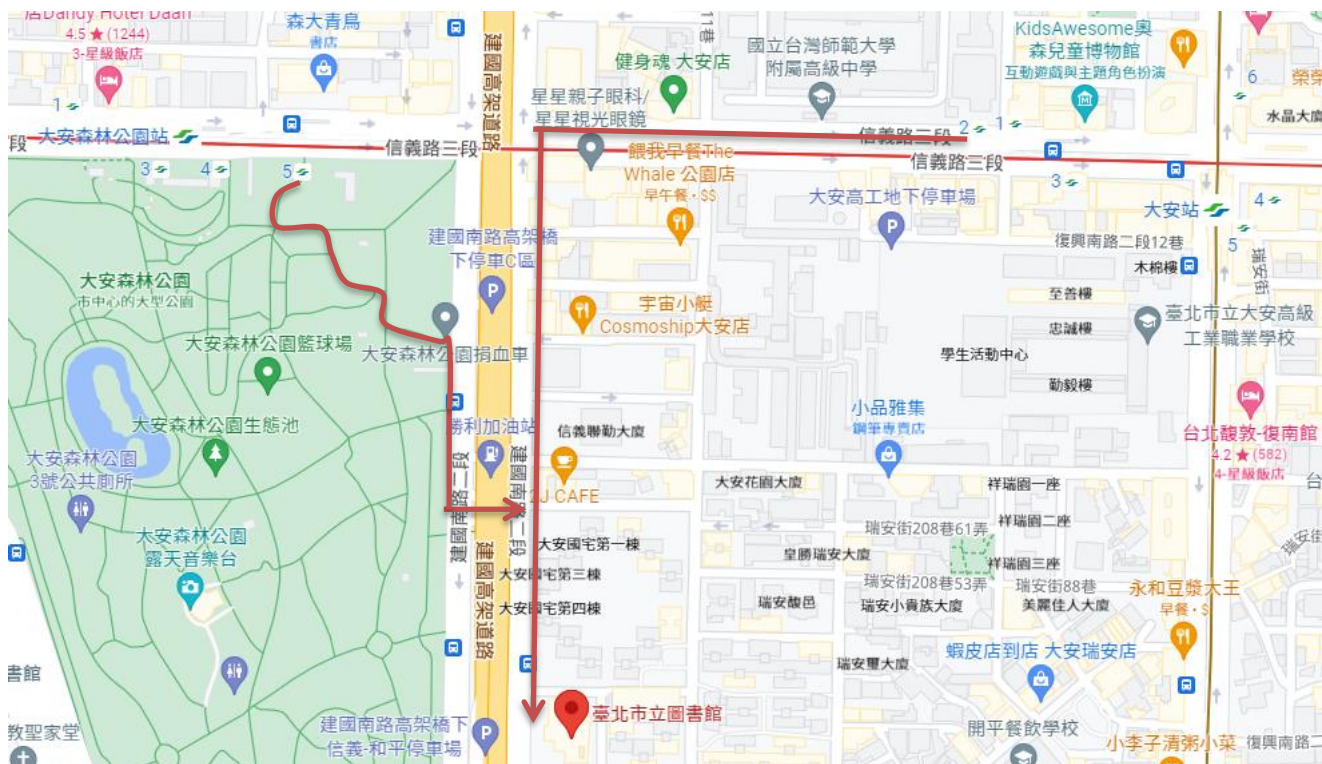 店Dandy Hotel Daan
4.5 ★ (1244)
3-星級飯店
森大青鳥
書店
建國高架道路
11巷
健身魂 大安店
國立台灣師範大學
附屬高級中學
KidsAwesome奧
森兒童博物館
互動遊戲與主題角色扮演
6
榮榮
水晶大廈
星星親子眼科/
星星視光眼鏡
1
大安森林公園站
段
信義路三段
信義路三段
2
1
信義路三段
3
4
5
餵我早餐The
Whale 公園店
早午餐・$$
大安高工地下停車場
P
3
大安站
4
5
瑞安街
復興南路二段12巷
木棉樓
建國南路高架橋
下停車C區
P
大安森林公園
市中心的大型公園
至善樓
宇宙小艇
Cosmoship大安店
忠誠樓
臺北市立大安高級
工業職業學校
大安森林公園籃球場
大安森林公園捐血車
學生活動中心
勤毅樓
小品雅集
鋼筆專賣店
大安森林公園生態池
勝利加油站
信義聯勤大廈
台北馥敦-復南館
4.2 ★ (582)
4-星級飯店
大安森林公園
3號公共廁所
建國南路二段
建國南路二段
2J CAFE
大安花園大廈
祥瑞園一座
台
瑞安街208巷61弄
祥瑞園二座
大安森林公園
露天音樂台
建國高架道路
大安國宅第一棟
皇勝瑞安大廈
祥瑞園三座
瑞安街
大安國宅第三棟
瑞安街208巷53弄
瑞安街88巷
永和豆漿大王
早餐・$
大安國宅第四棟
瑞安馥邑
瑞安小貴族大廈
美麗佳人大廈
書館
瑞安璽大廈
蝦皮店到店 大安瑞安店
教聖家堂
建國南路高架橋下
信義-和平停車場
P
臺北市立圖書館
開平餐飲學校
小李子清粥小菜
復興南路二